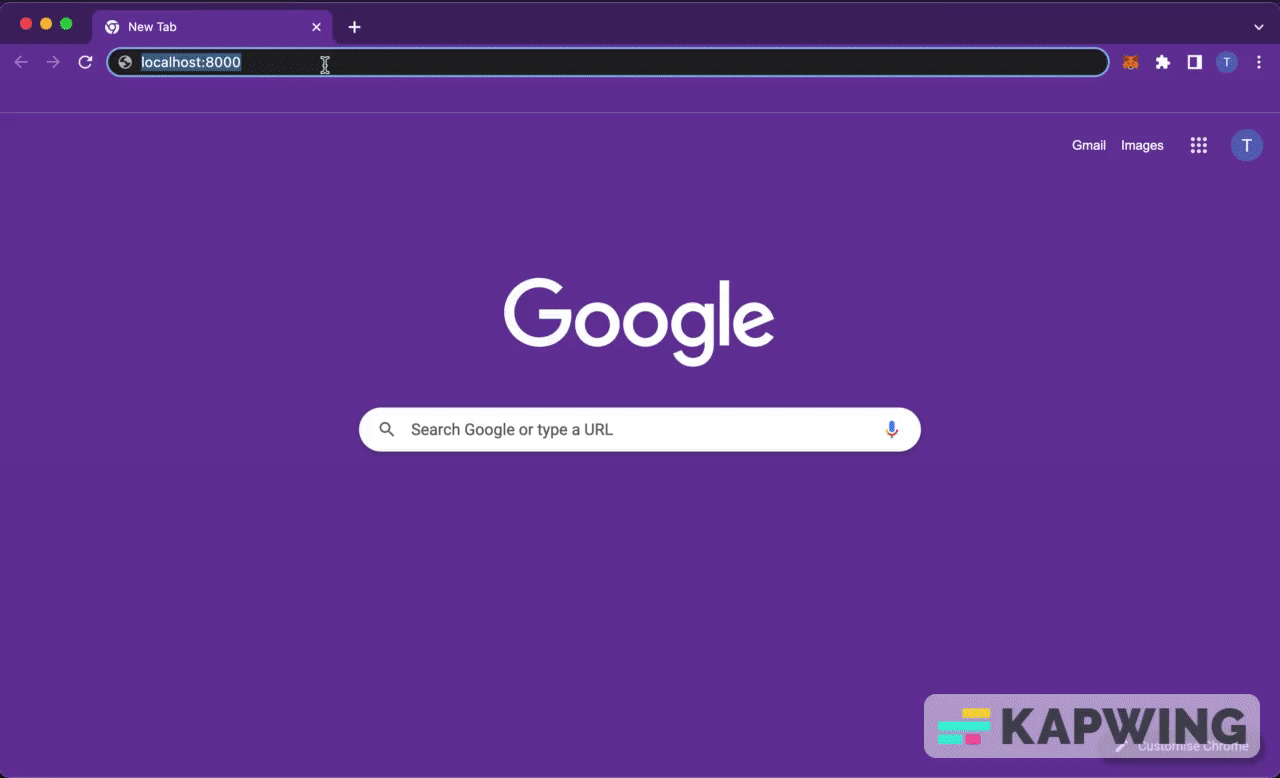 New Tab
localhost:8000
T
Gmail
Images
T
Google
Search Google or type a URL
KAPWING
Customise Chrome